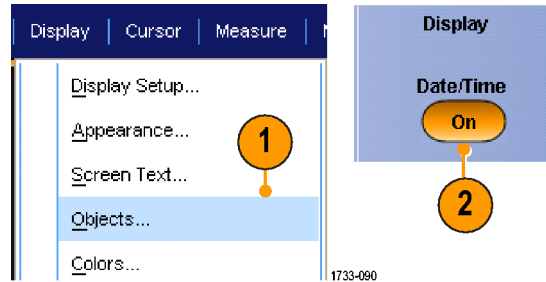 Display | Cursor | Measure |
Display Setup...
Appearance...
1
Screen Text...
Objects...
Colors...
Display
Date/Time
On
2
1733-090